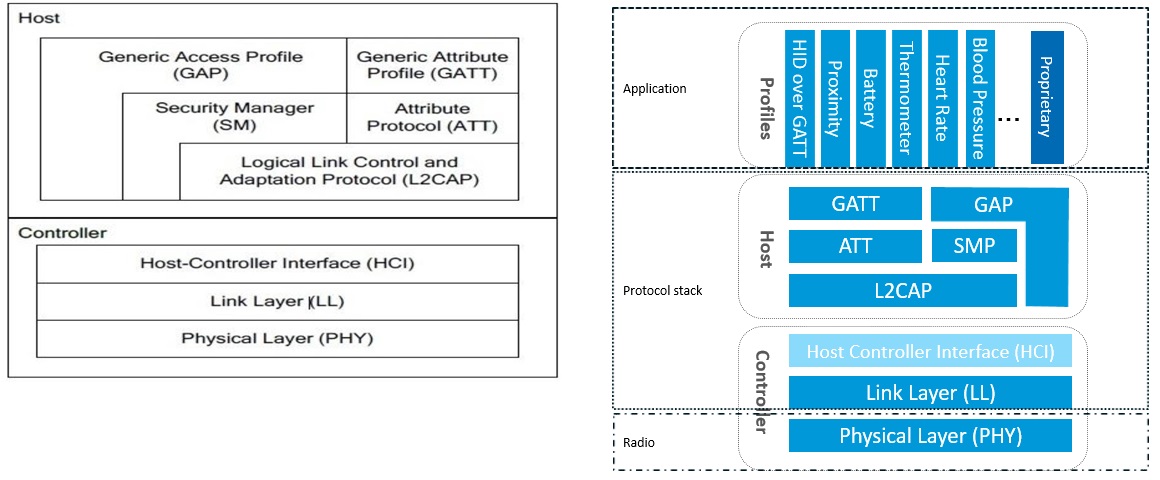 Host
Generic Access Profile
(GAP)
Generic Attribute
Profile (GATT)
Security Manager
(SM)
Attribute
Protocol (ATT)
Logical Link Control and
Adaptation Protocol (L2CAP)
Controller
Host-Controller Interface (HCI)
Link Layer (LL)
Physical Layer (PHY)
Application
Profiles
HID over GATT
Proximity
Battery
Thermometer
Heart Rate
Blood Pressure
...
Proprietary
Protocol stack
Host
GATT
GAP
ATT
SMP
L2CAP
Controller
Host Controller Interface (HCI)
Link Layer (LL)
Radio
Physical Layer (PHY)